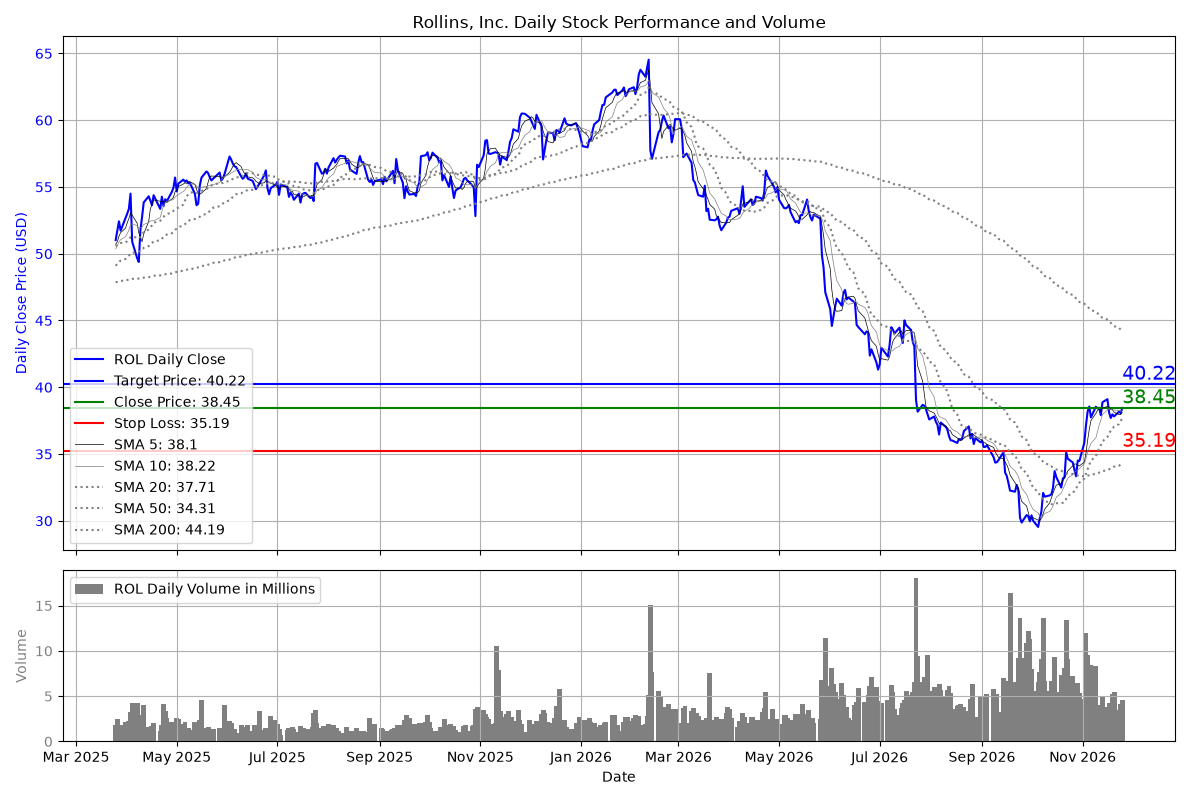 Rollins, Inc. Daily Stock Performance and Volume
Daily Close Price (USD)
65
60
55
50
45
40
35
30
40.22
38.45
35.19
ROL Daily Close
Target Price: 40.22
Close Price: 38.45
Stop Loss: 35.19
SMA 5: 38.1
SMA 10: 38.22
SMA 20: 37.71
SMA 50: 34.31
SMA 200: 44.19
ROL Daily Volume in Millions
Volume
15
10
5
0
Mar 2025 May 2025 Jul 2025 Sep 2025 Nov 2025 Jan 2026 Mar 2026 May 2026 Jul 2026 Sep 2026 Nov 2026
Date